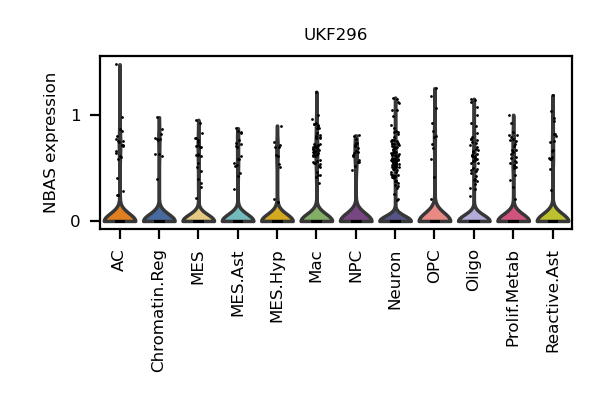 UKF296
NBAS expression
1
0
AC
Chromatin.Reg
MES
MES.Ast
MES.Hyp
Mac
NPC
Neuron
OPC
Oligo
Prolif.Metab
Reactive.Ast